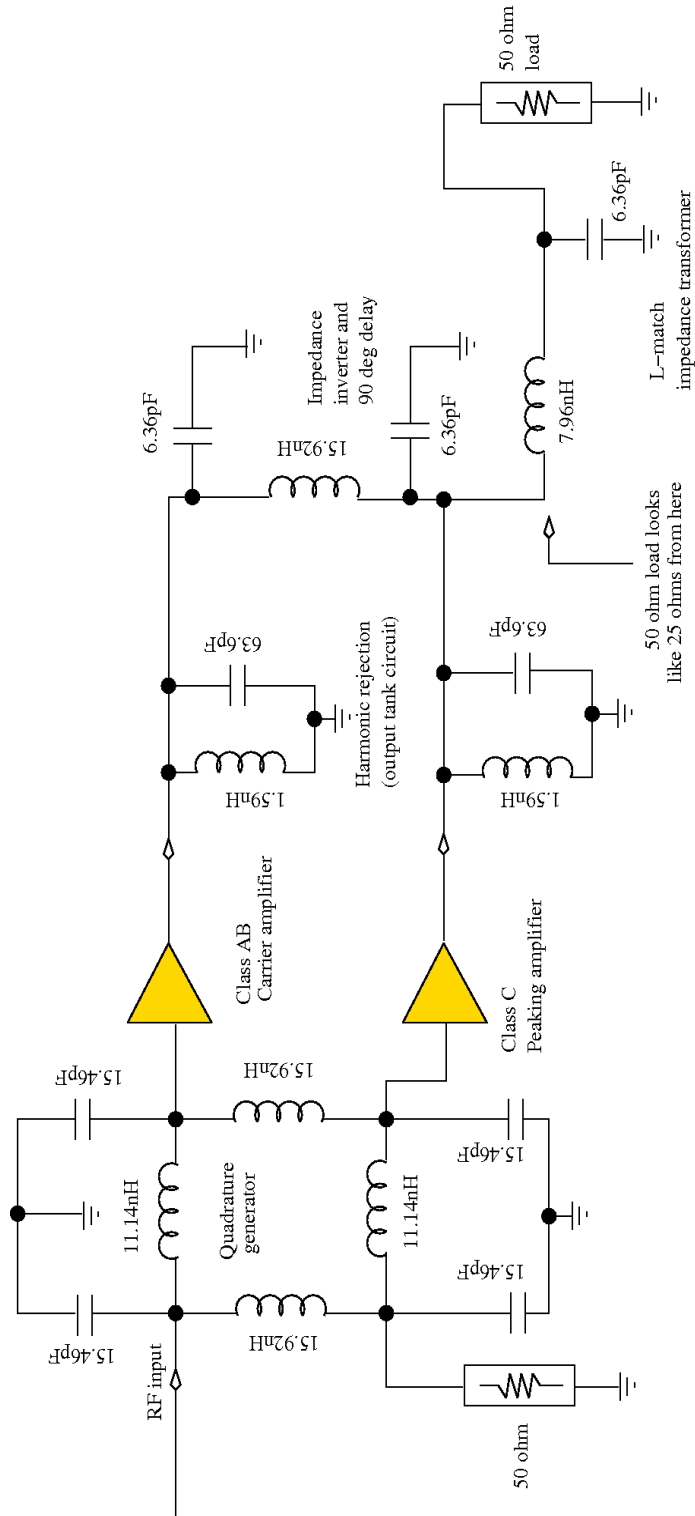 RF input
15.46pF
15.46pF
11.14nH
Quadrature
generator
15.92nH
15.92nH
11.14nH
15.46pF
15.46pF
50 ohm
Class AB
Carrier amplifier
Class C
Peaking amplifier
1.59nH
63.6pF
Harmonic rejection
(output tank circuit)
1.59nH
63.6pF
6.36pF
15.92nH
Impedance
inverter and
90 deg delay
6.36pF
50 ohm load looks
like 25 ohms from here
7.96nH
L-match
impedance transformer
6.36pF
50 ohm
load